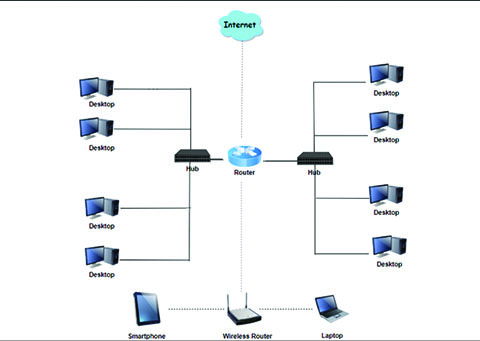 Internet
Desktop
Desktop
Desktop
Desktop
Hub
Router
Hub
Desktop
Desktop
Desktop
Desktop
Smartphone
Wireless Router
Laptop